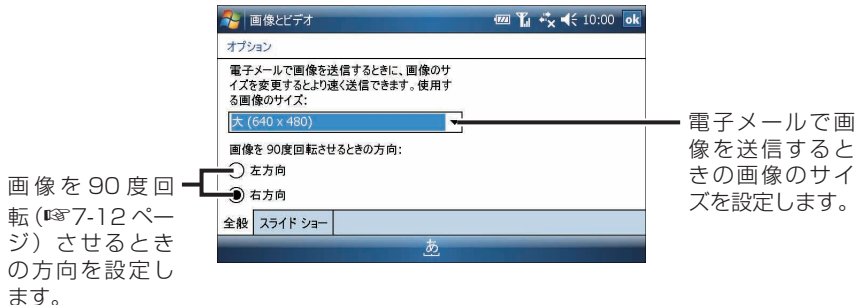 画像とビデオ
10:00 ok
オプション
電子メールで画像を送信するときに、画像のサ
イズを変更するとより速く送信できます。使用す
る画像のサイズ:
大 (640 x 480)
画像を 90度回転させるときの方向:
左方向
右方向
全般 スライド ショー
あ
画像を 90 度回
転(☞7-12 ペー
ジ）させるとき
の方向を設定し
ます。
電子メールで画
像を送信すると
きの画像のサイ
ズを設定します。